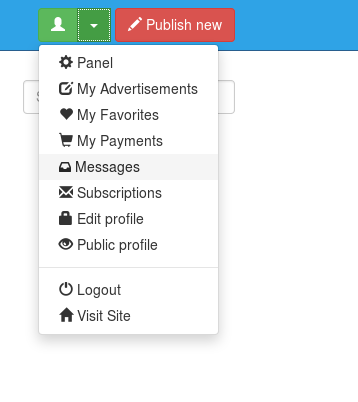 Publish new
Panel
My Advertisements
My Favorites
My Payments
Messages
Subscriptions
Edit profile
Public profile
Logout
Visit Site